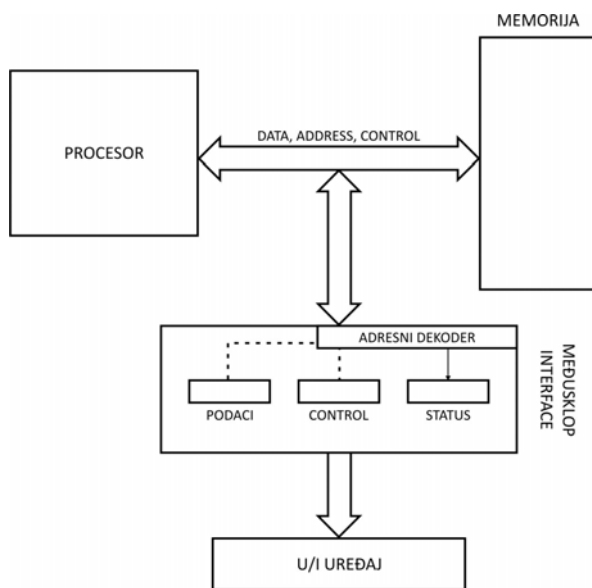 MEMORIJA
PROCESOR
DATA, ADDRESS, CONTROL
ADRESNI DEKODER
PODACI
CONTROL
STATUS
MEĐUSKLOP
INTERFACE
U/I UREĐAJ